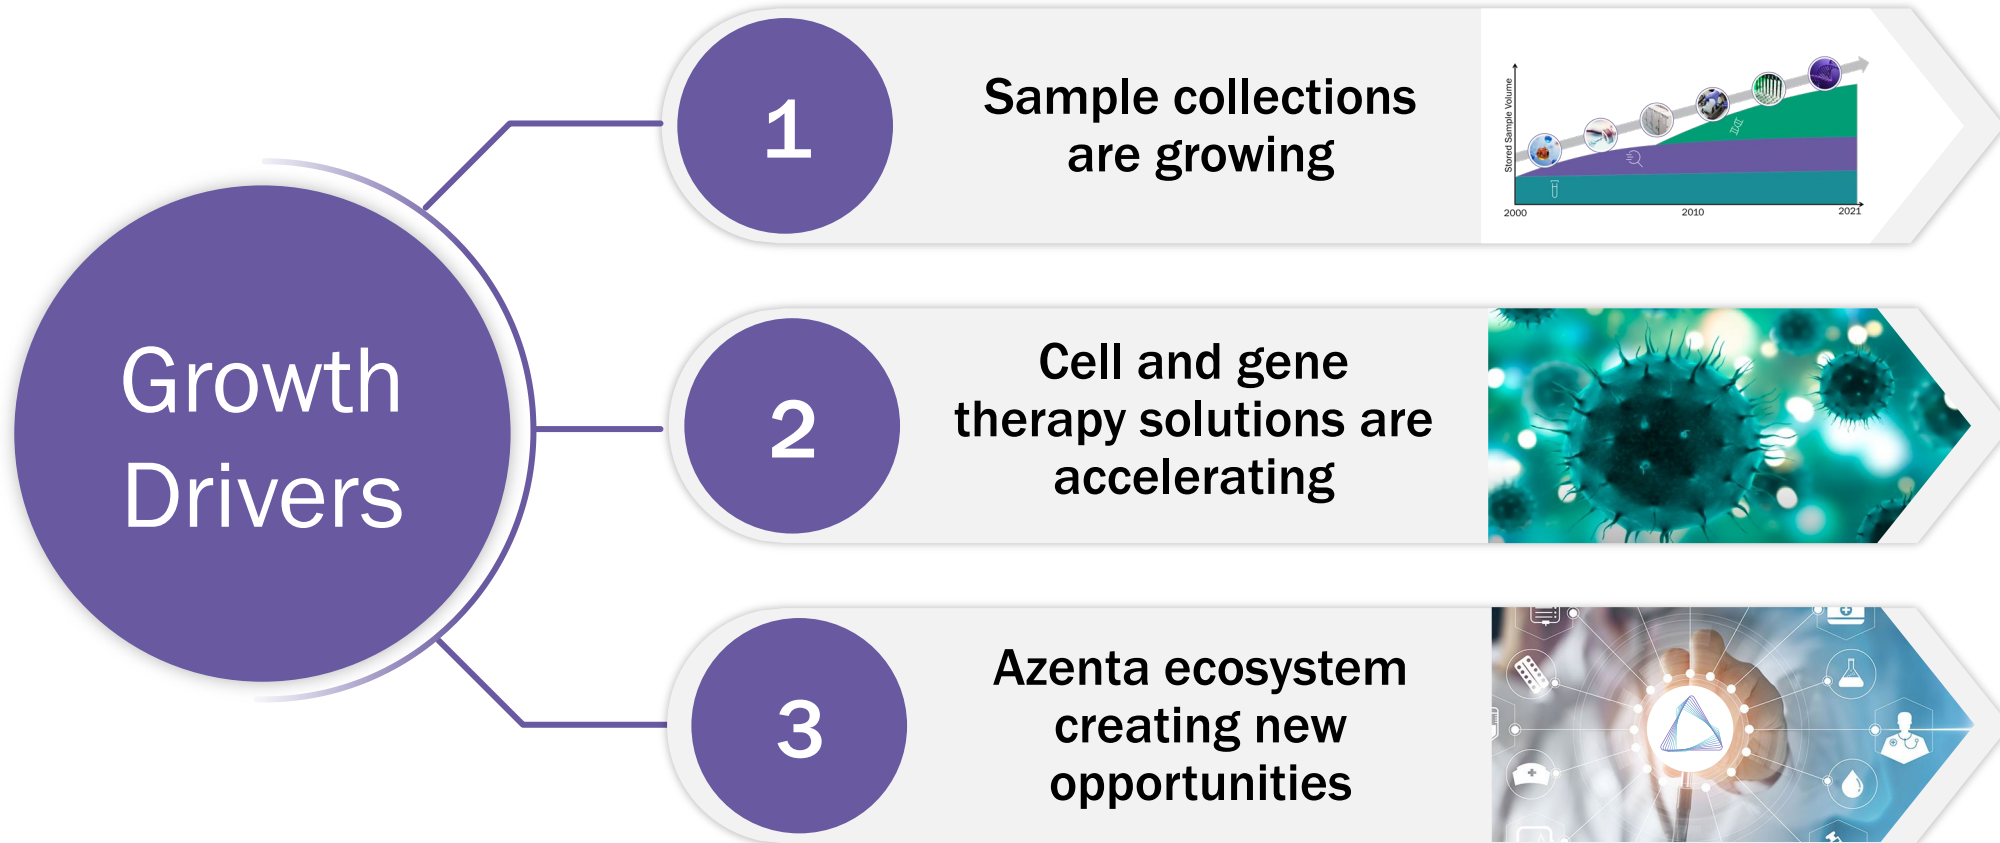 Growth
Drivers
1
Sample collections
are growing
Stored Sample Volume
2000
2010
2021
2
Cell and gene
therapy solutions are
accelerating
3
Azenta ecosystem
creating new
opportunities